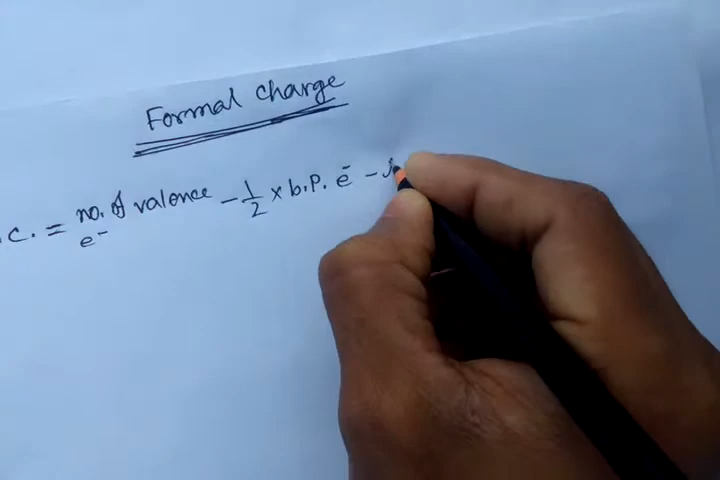 Formal Charge
.C. = no. of valence - 1/2 × b.P. e⁻ -
e⁻